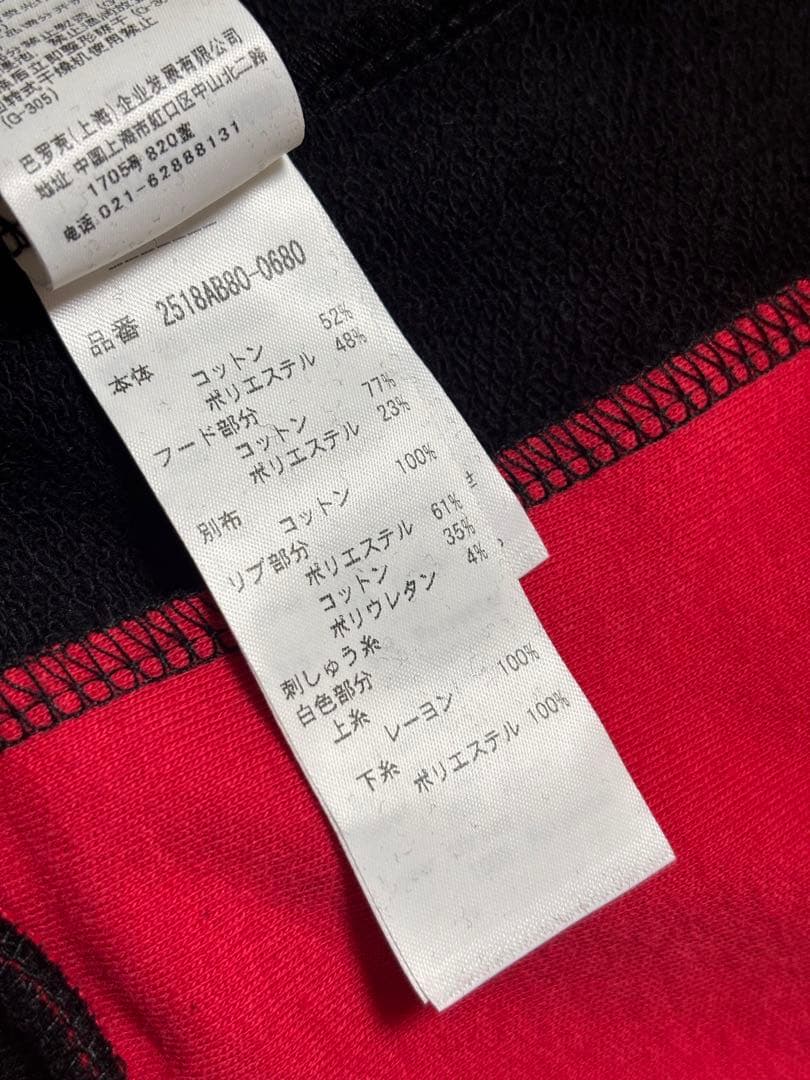 (G-305)
巴罗克(上海)企业发展有限公司
地址 中国上海市虹口区中山北二路
1705号 820室
电话 021-62888131
品番 2518AB80-0680
本体 コットン 52%
ポリエステル 48%
フード部分
コットン 77%
ポリエステル 23%
別布 コットン 100%
リブ部分
ポリエステル 61%
コットン 35%
ポリウレタン 4%
刺しゅう糸
白色部分
上糸 レーヨン 100%
下糸 ポリエステル 100%